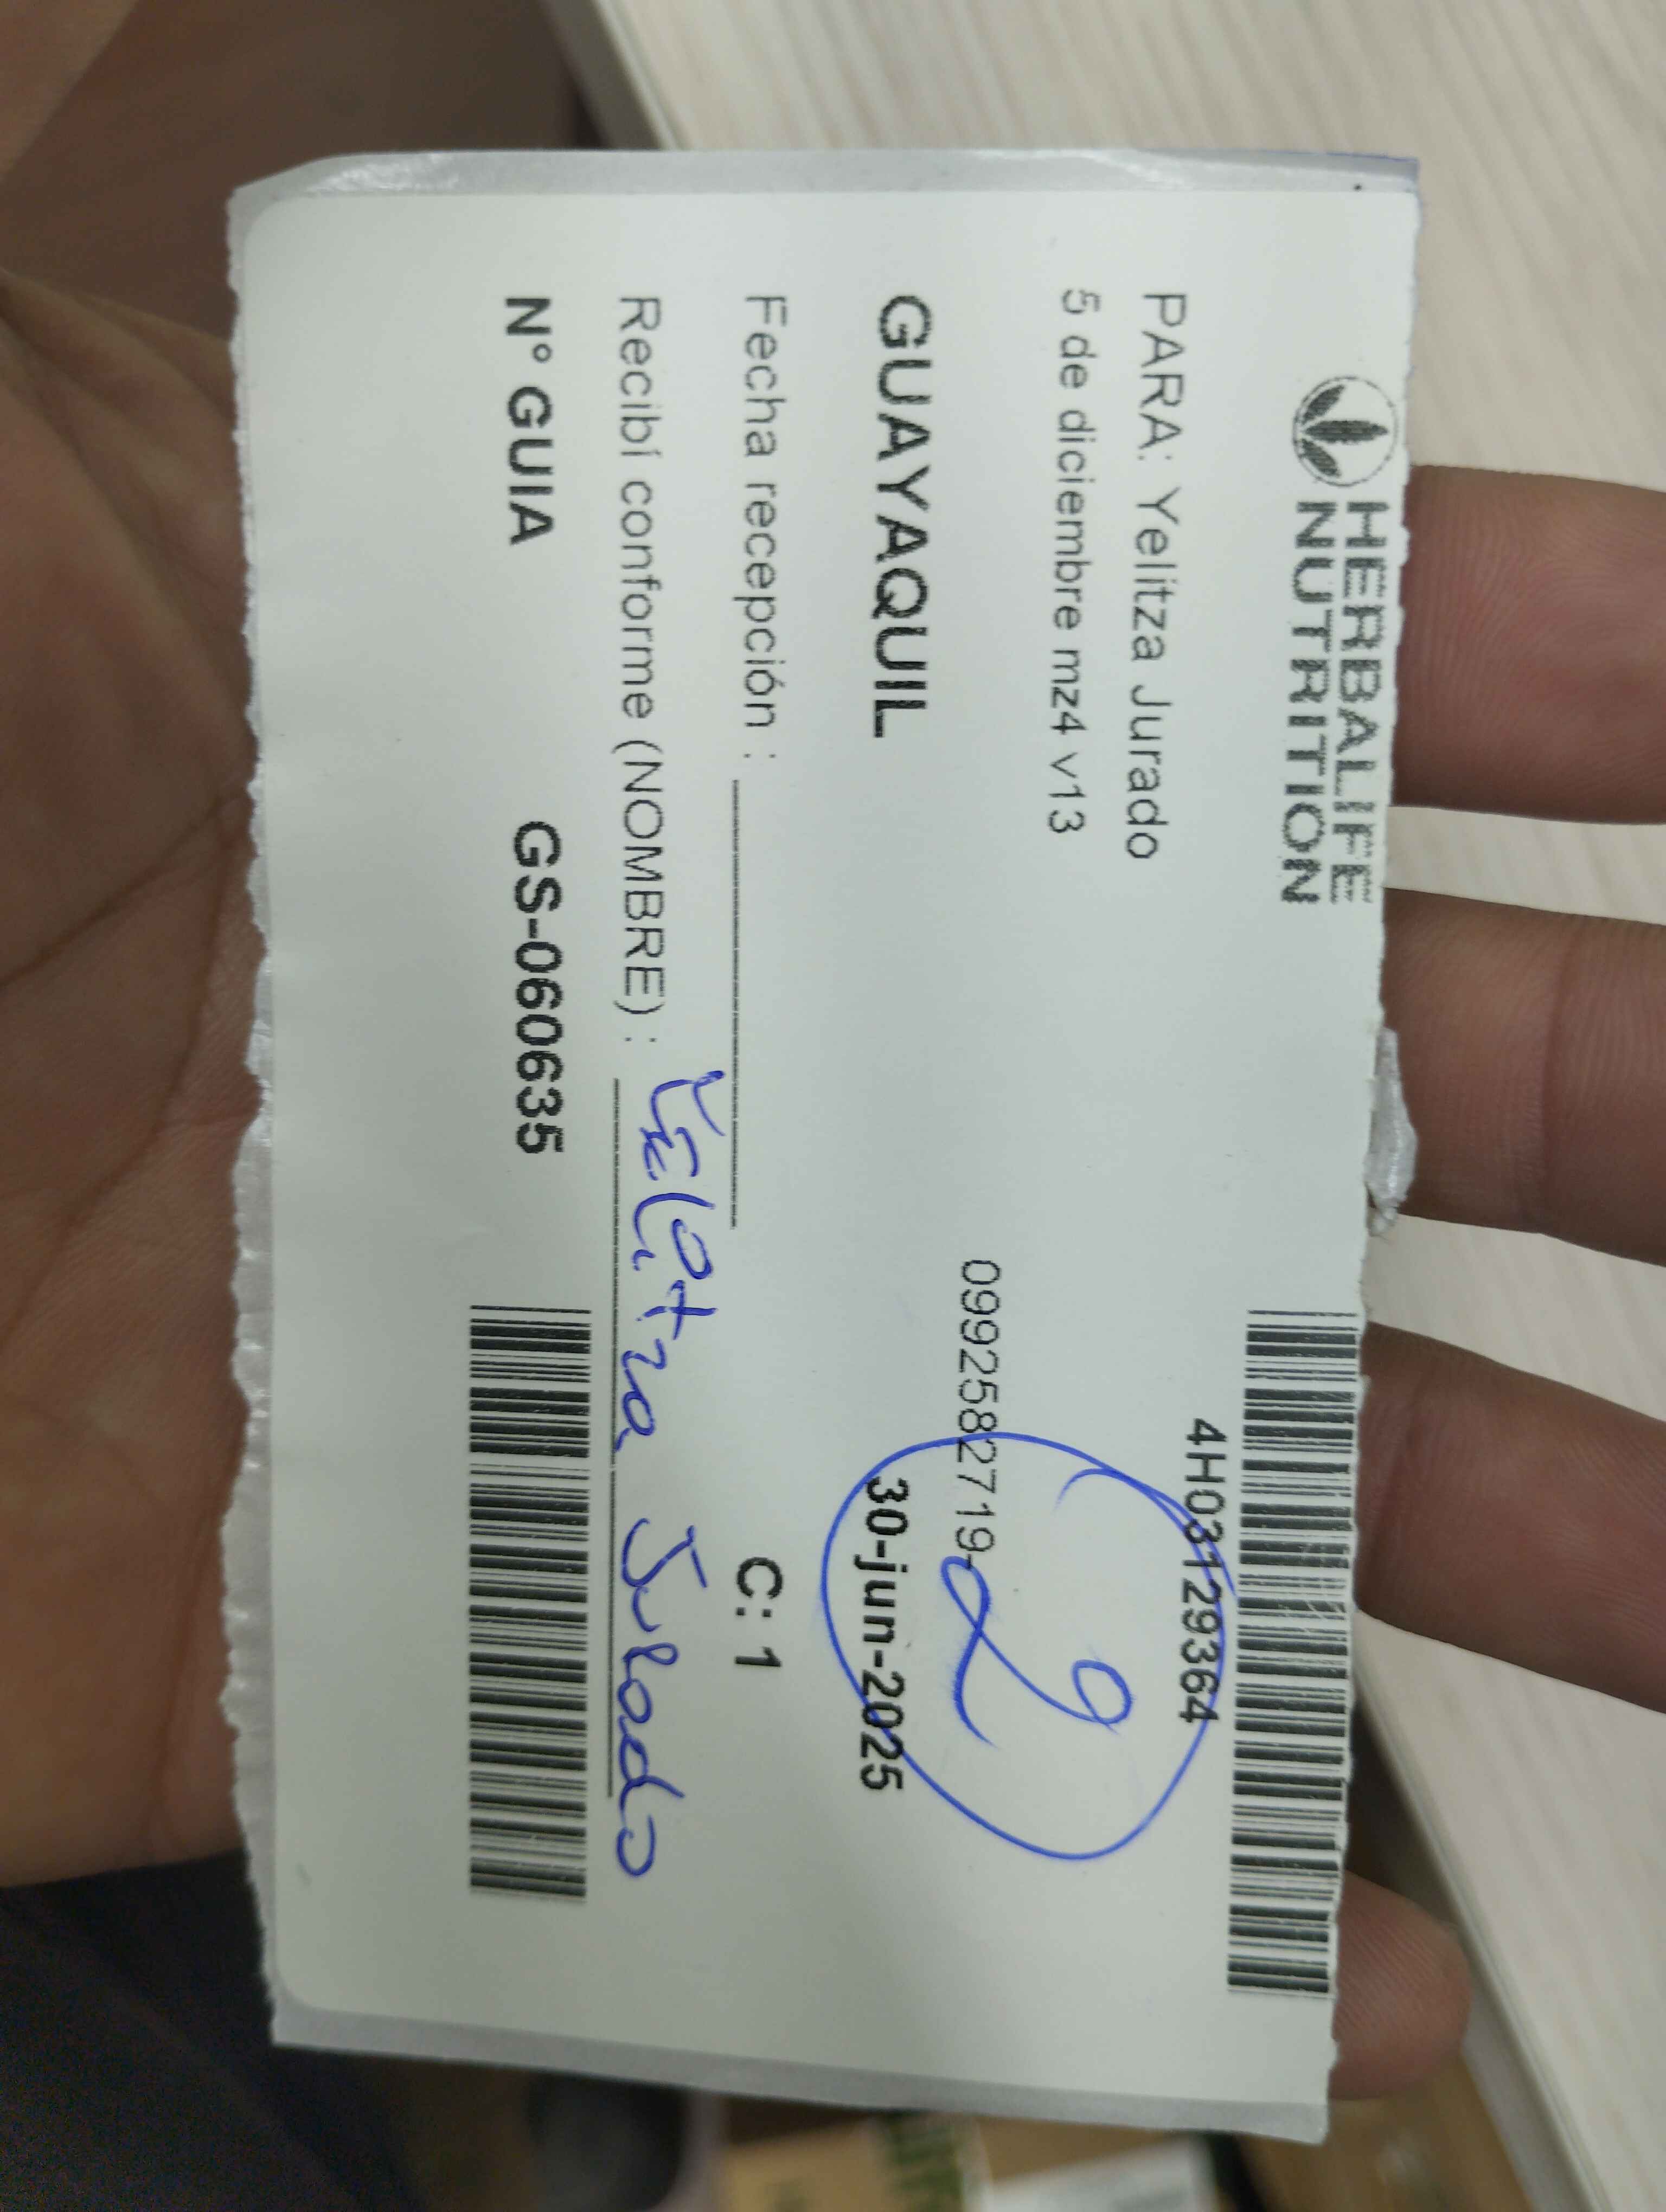 HERBALIFE
NUTRITION
4H03129364
PARA: Yelitza Jurado
5 de diciembre mz4 v13
0992582719-
2
GUAYAQUIL
30-jun-2025
Fecha recepción :
C: 1
Recibí conforme (NOMBRE) : Yelitza Jurado
N° GUIA
GS-060635